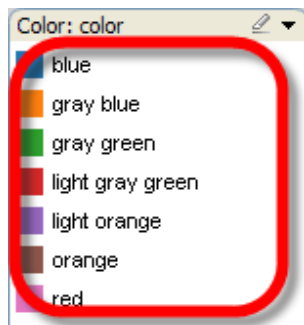 Color: color
blue
gray blue
gray green
light gray green
light orange
orange
red